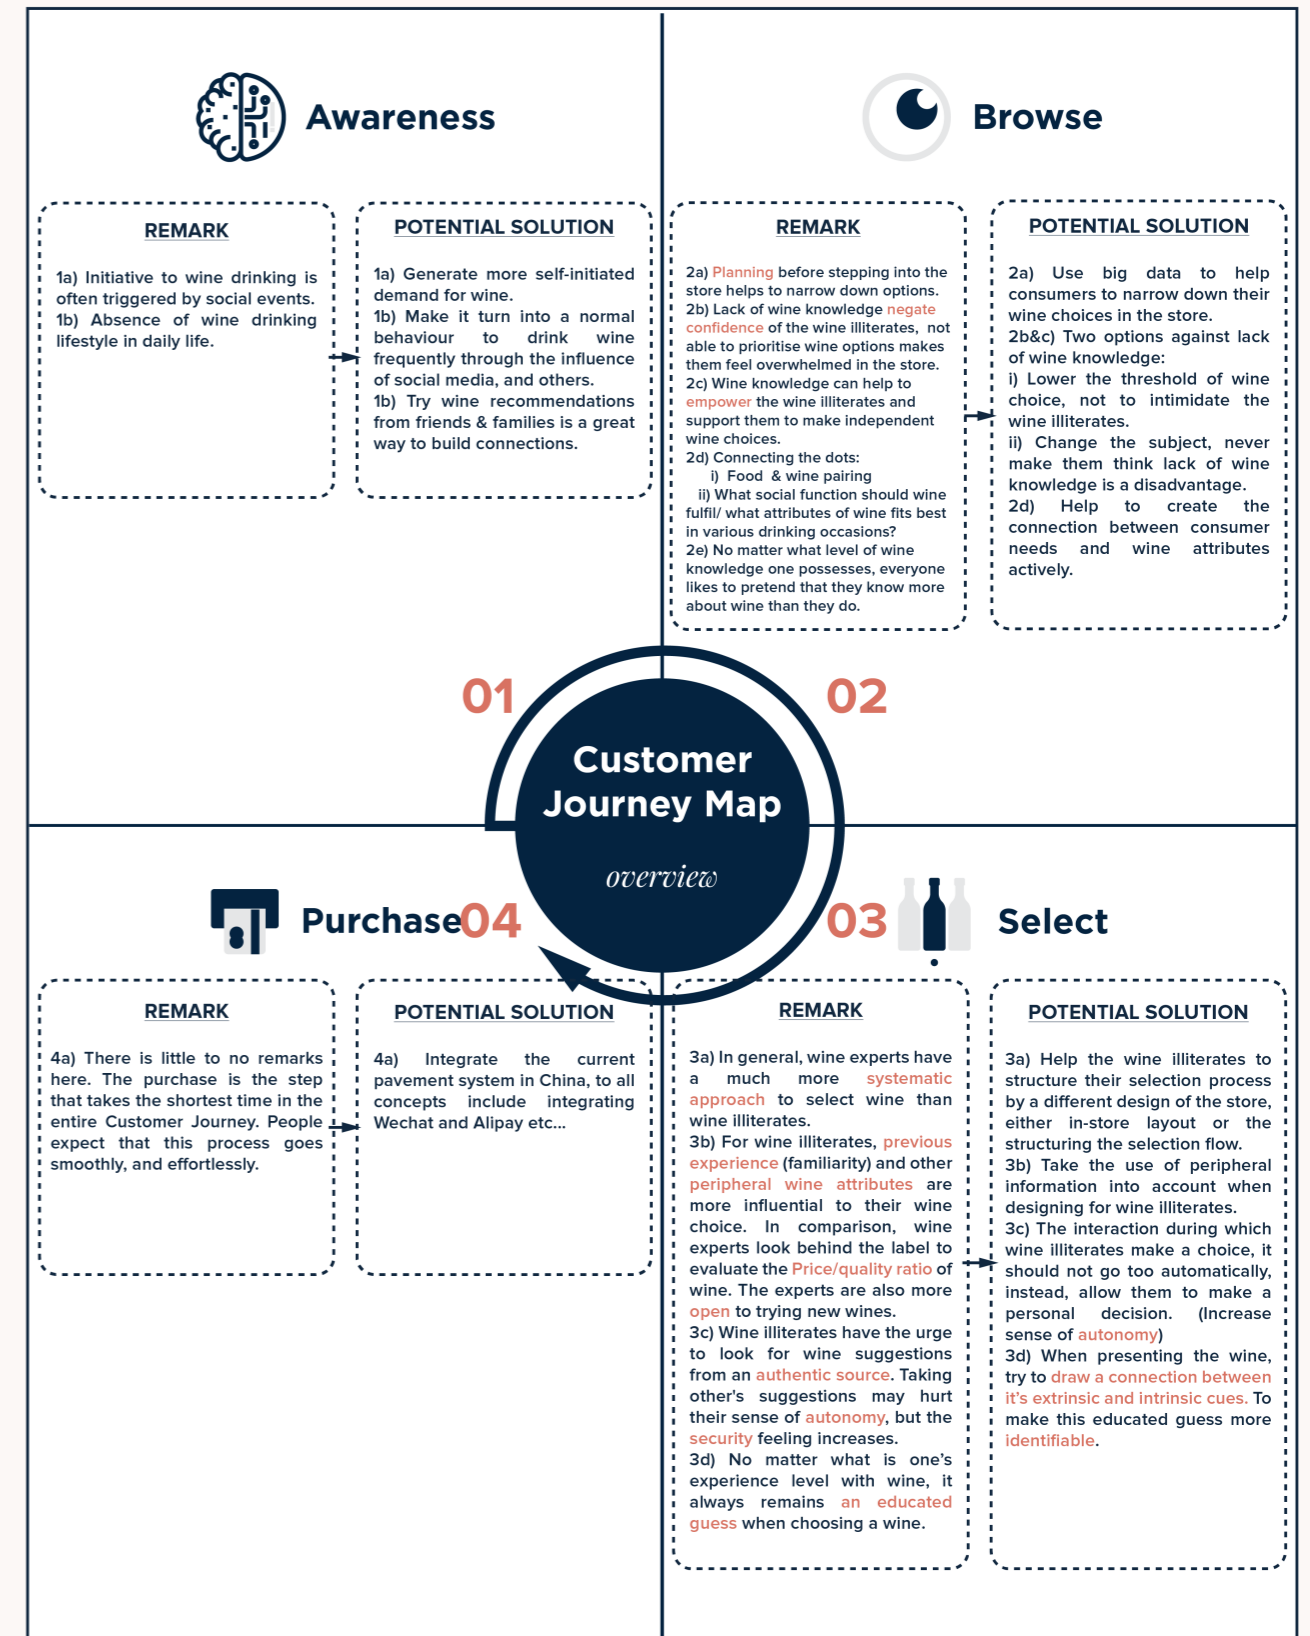 Awareness
REMARK
1a) Initiative to wine drinking is
often triggered by social events.
1b) Absence of wine drinking
lifestyle in daily life.
POTENTIAL SOLUTION
1a) Generate more self-initiated
demand for wine.
1b) Make it turn into a normal
behaviour to drink wine
frequently through the influence
of social media, and others.
1b) Try wine recommendations
from friends & families is a great
way to build connections.
01
Browse
REMARK
2a) Planning before stepping into the
store helps to narrow down options.
2b) Lack of wine knowledge negate
confidence of the wine illiterates, not
able to prioritise wine options makes
them feel overwhelmed in the store.
2c) Wine knowledge can help to
empower the wine illiterates and
support them to make independent
wine choices.
2d) Connecting the dots:
i) Food & wine pairing
ii) What social function should wine
fulfil/ what attributes of wine fits best
in various drinking occasions?
2e) No matter what level of wine
knowledge one possesses, everyone
likes to pretend that they know more
about wine than they do.
POTENTIAL SOLUTION
2a) Use big data to help
consumers to narrow down their
wine choices in the store.
2b&c) Two options against lack
of wine knowledge:
i) Lower the threshold of wine
choice, not to intimidate the
wine illiterates.
ii) Change the subject, never
make them think lack of wine
knowledge is a disadvantage.
2d) Help to create the
connection between consumer
needs and wine attributes
actively.
02
Customer
Journey Map
overview
03
Select
REMARK
3a) In general, wine experts have
a much more systematic
approach to select wine than
wine illiterates.
3b) For wine illiterates, previous
experience (familiarity) and other
peripheral wine attributes are
more influential to their wine
choice. In comparison, wine
experts look behind the label to
evaluate the Price/quality ratio of
wine. The experts are also more
open to trying new wines.
3c) Wine illiterates have the urge
to look for wine suggestions
from an authentic source. Taking
other's suggestions may hurt
their sense of autonomy, but the
security feeling increases.
3d) No matter what is one's
experience level with wine, it
always remains an educated
guess when choosing a wine.
POTENTIAL SOLUTION
3a) Help the wine illiterates to
structure their selection process
by a different design of the store,
either in-store layout or the
structuring the selection flow.
3b) Take the use of peripheral
information into account when
designing for wine illiterates.
3c) The interaction during which
wine illiterates make a choice, it
should not go too automatically,
instead, allow them to make a
personal decision. (Increase
sense of autonomy)
3d) When presenting the wine,
try to draw a connection between
it's extrinsic and intrinsic cues. To
make this educated guess more
identifiable.
Purchase
04
REMARK
4a) There is little to no remarks
here. The purchase is the step
that takes the shortest time in the
entire Customer Journey. People
expect that this process goes
smoothly, and effortlessly.
POTENTIAL SOLUTION
4a) Integrate the current
pavement system in China, to all
concepts include integrating
Wechat and Alipay etc...